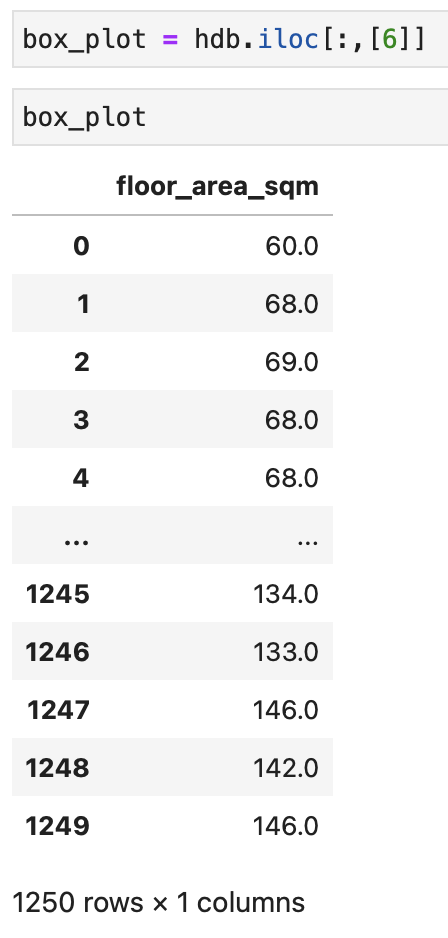 box_plot = hdb.iloc[:,[6]]
box_plot
floor_area_sqm
0 60.0
1 68.0
2 69.0
3 68.0
4 68.0
... ...
1245 134.0
1246 133.0
1247 146.0
1248 142.0
1249 146.0
1250 rows × 1 columns